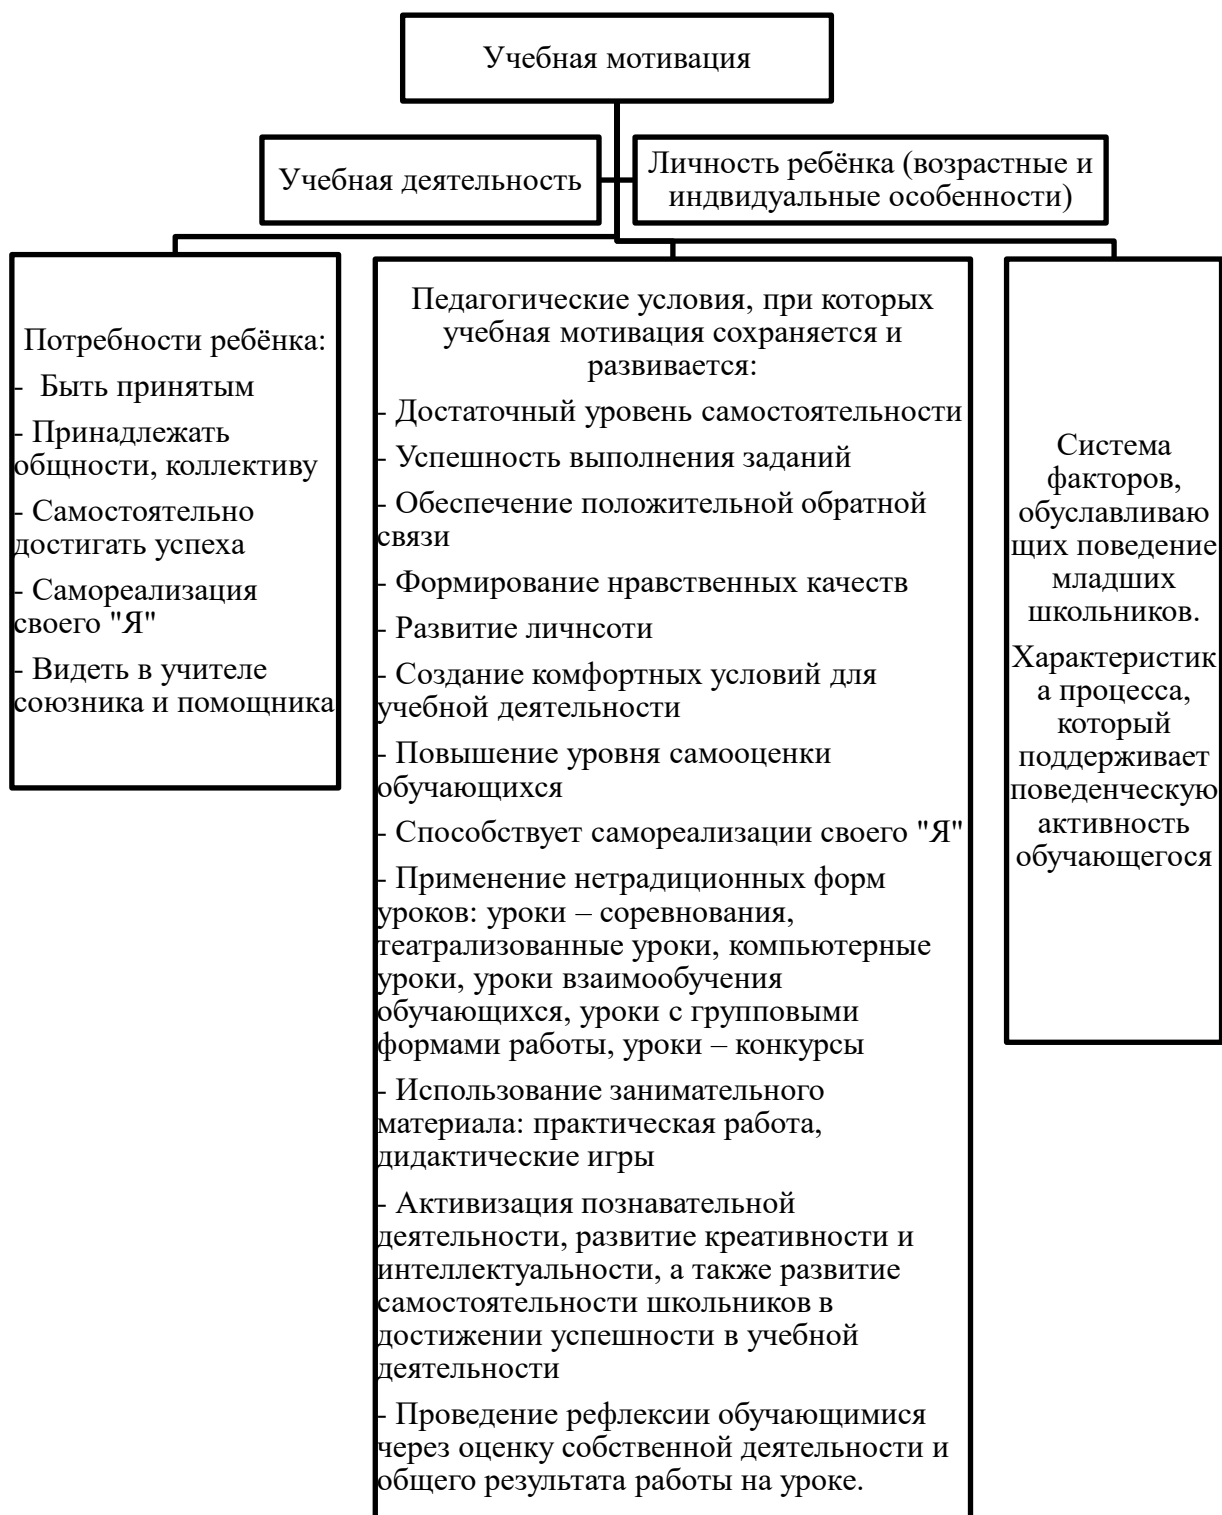 Учебная мотивация
Учебная деятельность
Личность ребёнка (возрастные и
индвидуальные особенности)
Потребности ребёнка:
- Быть принятым
- Принадлежать
общности, коллективу
- Самостоятельно
достигать успеха
- Самореализация
своего "Я"
- Видеть в учителе
союзника и помощника
Педагогические условия, при которых
учебная мотивация сохраняется и
развивается:
- Достаточный уровень самостоятельности
- Успешность выполнения заданий
- Обеспечение положительной обратной
связи
- Формирование нравственных качеств
- Развитие личнсоти
- Создание комфортных условий для
учебной деятельности
- Повышение уровня самооценки
обучающихся
- Способствует самореализации своего "Я"
- Применение нетрадиционных форм
уроков: уроки – соревнования,
театрализованные уроки, компьютерные
уроки, уроки взаимообучения
обучающихся, уроки с групповыми
формами работы, уроки – конкурсы
- Использование занимательного
материала: практическая работа,
дидактические игры
- Активизация познавательной
деятельности, развитие креативности и
интеллектуальности, а также развитие
самостоятельности школьников в
достижении успешности в учебной
деятельности
- Проведение рефлексии обучающимися
через оценку собственной деятельности и
общего результата работы на уроке.
Система
факторов,
обуславливаю
щих поведение
младших
школьников.
Характеристик
а процесса,
который
поддерживает
поведенческую
активность
обучающегося